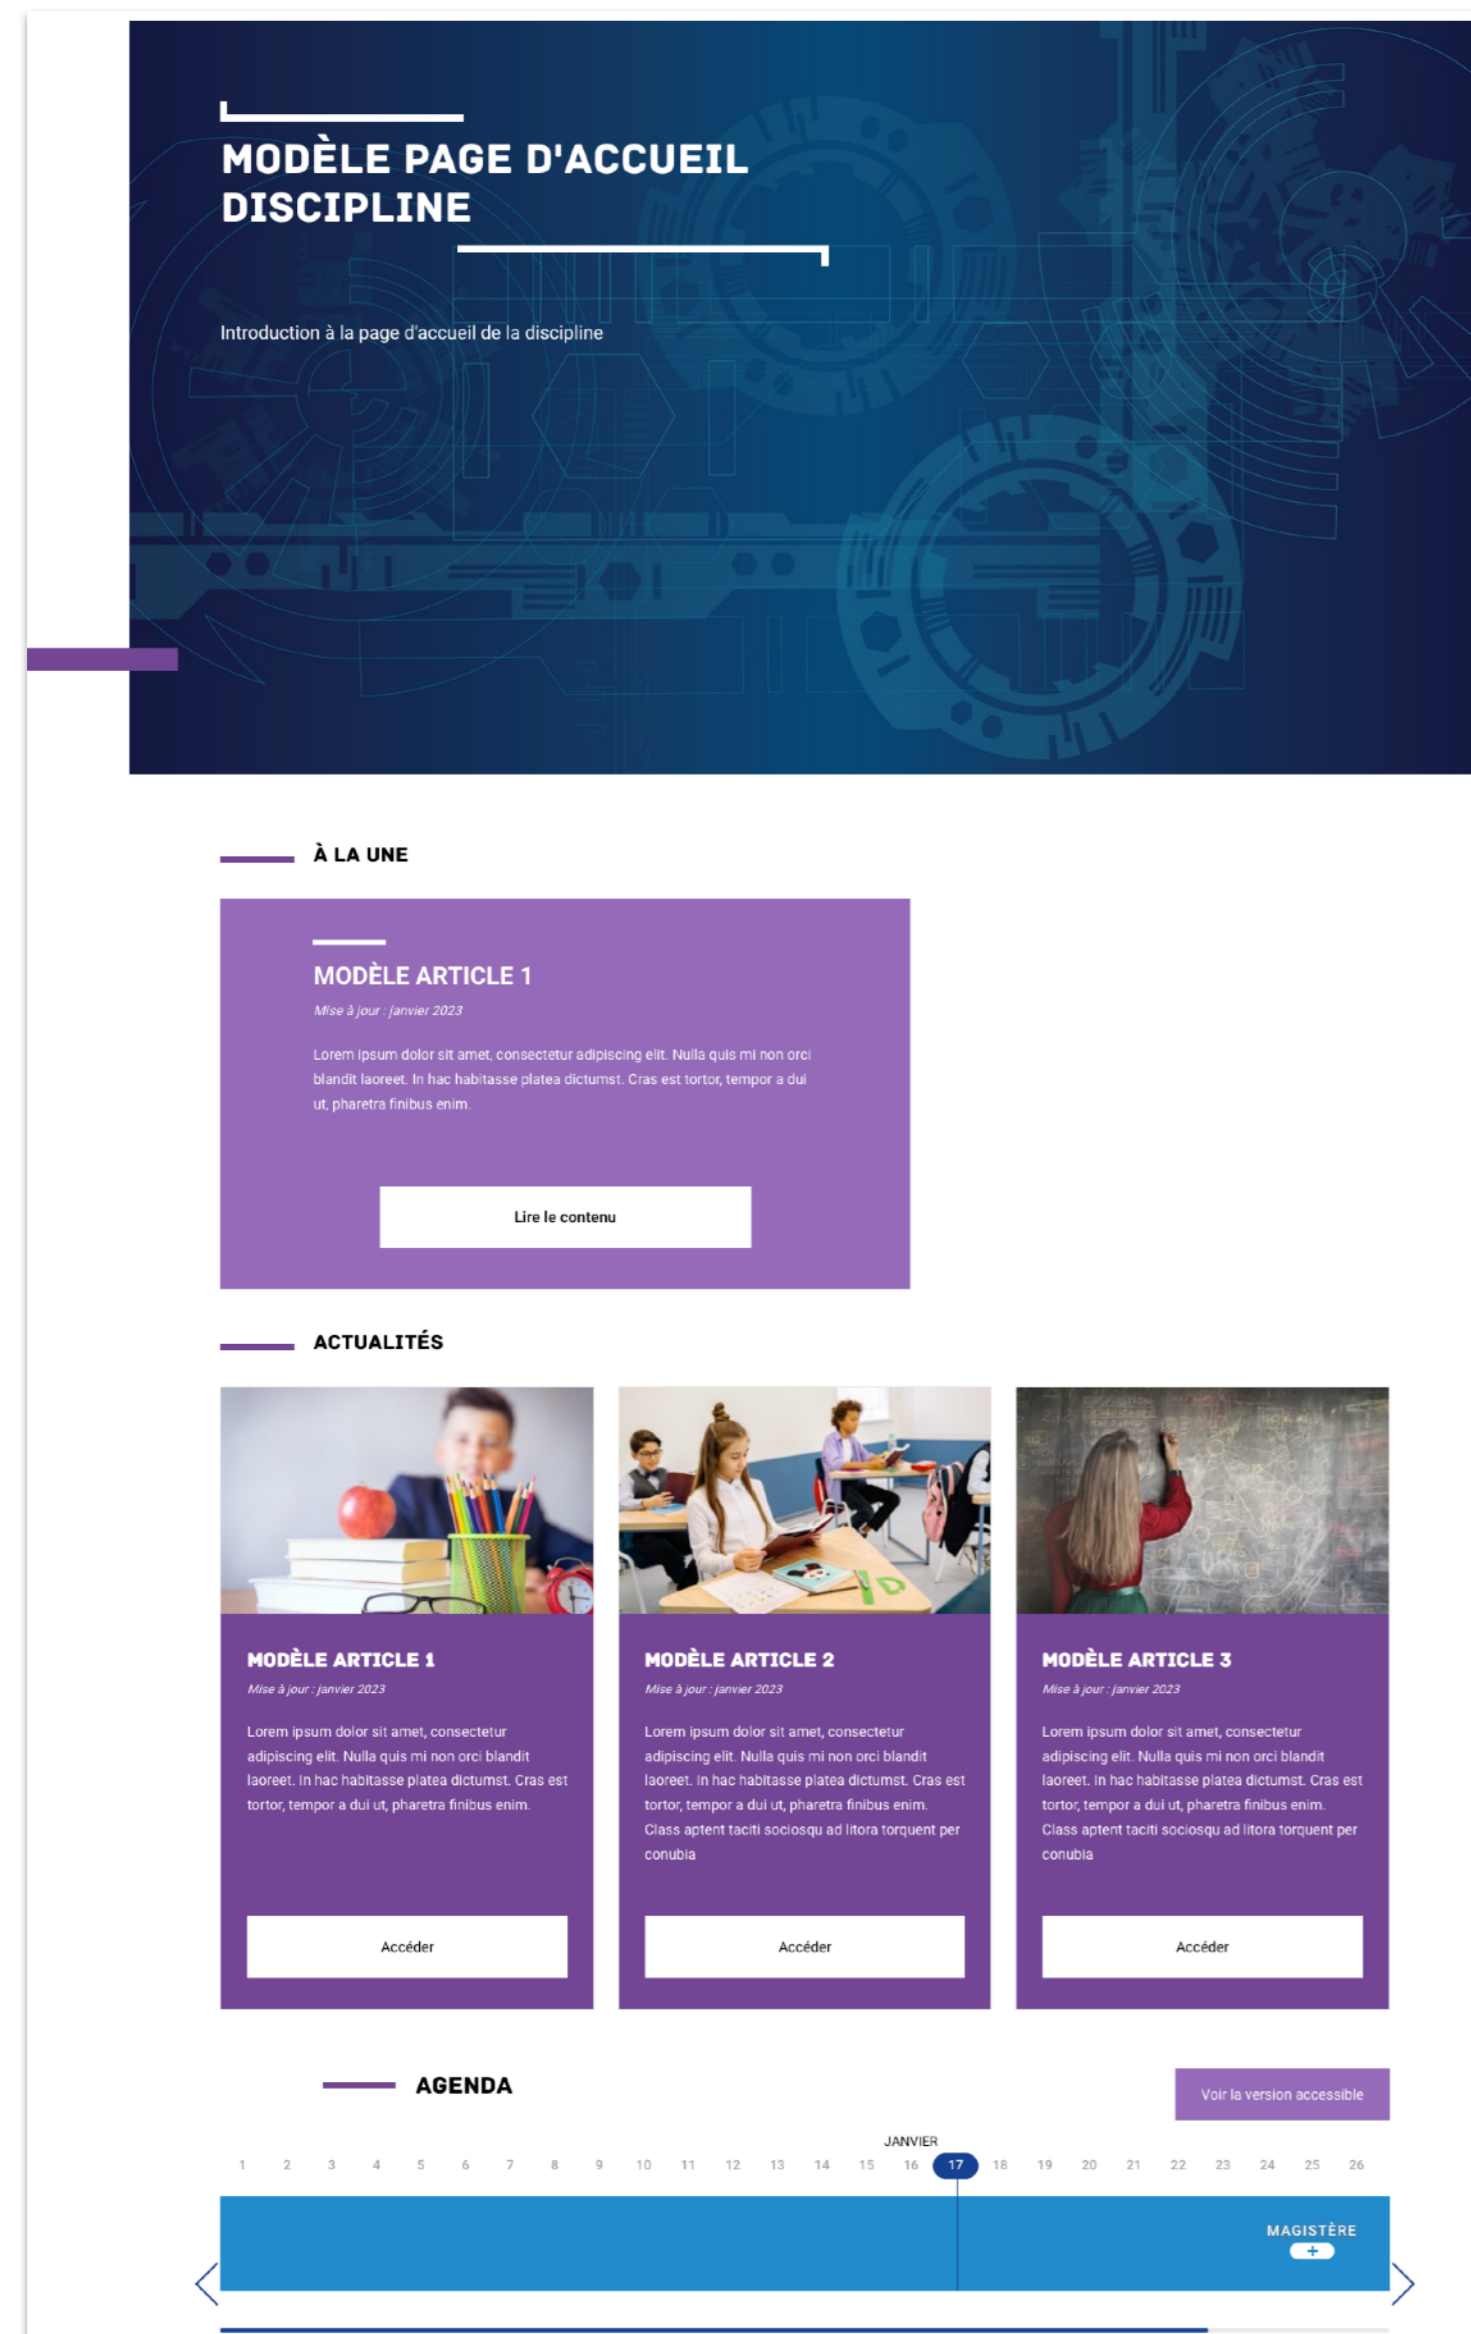 MODÈLE PAGE D'ACCUEIL
DISCIPLINE
Introduction à la page d'accueil de la discipline
À LA UNE
MODÈLE ARTICLE 1
Mise à jour : janvier 2023
Lorem ipsum dolor sit amet, consectetur adipiscing elit. Nulla quis mi non orci
blandit laoreet. In hac habitasse platea dictumst. Cras est tortor, tempor a dui
ut, pharetra finibus enim.
Lire le contenu
ACTUALITÉS
MODÈLE ARTICLE 1
Mise à jour : janvier 2023
Lorem ipsum dolor sit amet, consectetur
adipiscing elit. Nulla quis mi non orci blandit
laoreet. In hac habitasse platea dictumst. Cras est
tortor, tempor a dui ut, pharetra finibus enim.
Accéder
MODÈLE ARTICLE 2
Mise à jour : janvier 2023
Lorem ipsum dolor sit amet, consectetur
adipiscing elit. Nulla quis mi non orci blandit
laoreet. In hac habitasse platea dictumst. Cras est
tortor, tempor a dui ut, pharetra finibus enim.
Class aptent taciti sociosqu ad litora torquent per
conubia
Accéder
MODÈLE ARTICLE 3
Mise à jour : janvier 2023
Lorem ipsum dolor sit amet, consectetur
adipiscing elit. Nulla quis mi non orci blandit
laoreet. In hac habitasse platea dictumst. Cras est
tortor, tempor a dui ut, pharetra finibus enim.
Class aptent taciti sociosqu ad litora torquent per
conubia
Accéder
AGENDA
Voir la version accessible
JANVIER
1 2 3 4 5 6 7 8 9 10 11 12 13 14 15 16 17 18 19 20 21 22 23 24 25 26
MAGISTÈRE
+